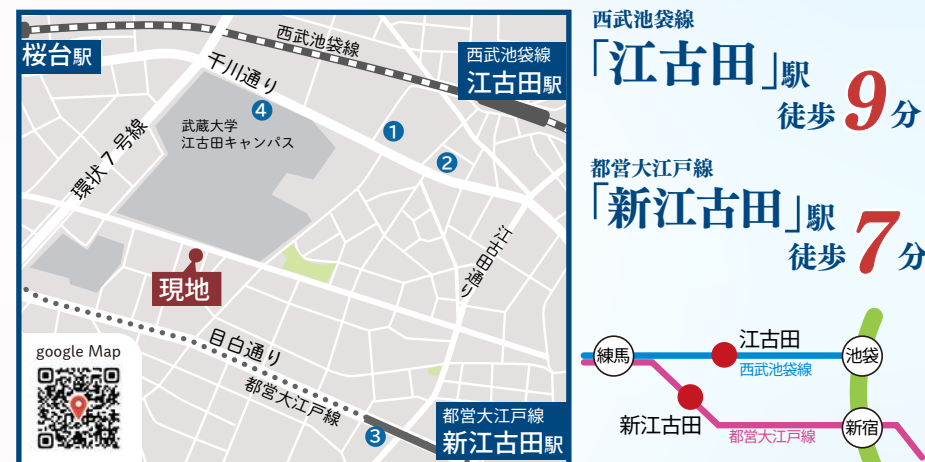 桜台駅
西武池袋線
西武池袋線
江古田駅
千川通り
4
武蔵大学
江古田キャンパス
1
2
環状7号線
江古田通り
現地
目白通り
都営大江戸線
google Map
3
都営大江戸線
新江古田駅
西武池袋線
「江古田」駅
徒歩9分
都営大江戸線
「新江古田」駅
徒歩7分
練馬
江古田
西武池袋線
池袋
新江古田
都営大江戸線
新宿